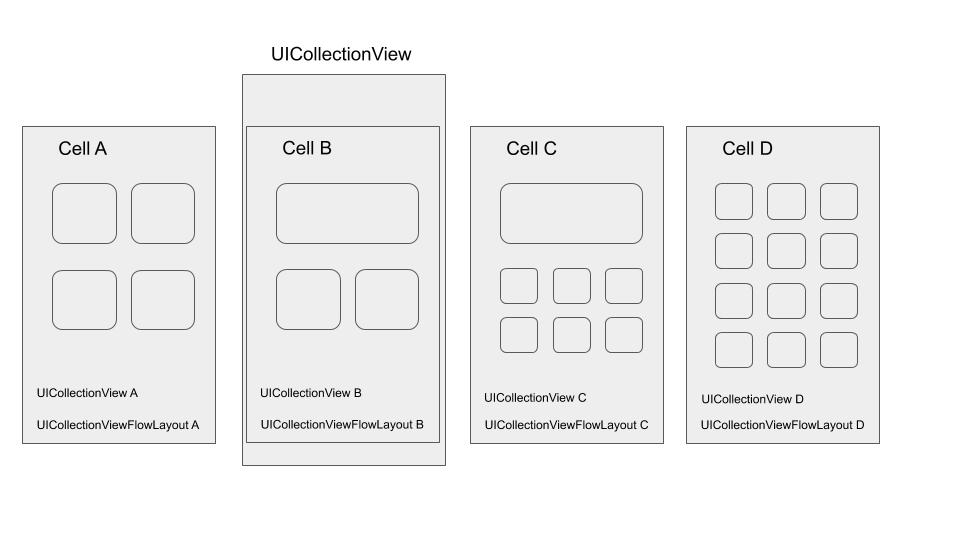 UICollectionView
Cell A
Cell B
Cell C
Cell D
UICollectionView A
UICollectionView B
UICollectionView C
UICollectionView D
UICollectionViewFlowLayout A
UICollectionViewFlowLayout B
UICollectionViewFlowLayout C
UICollectionViewFlowLayout D